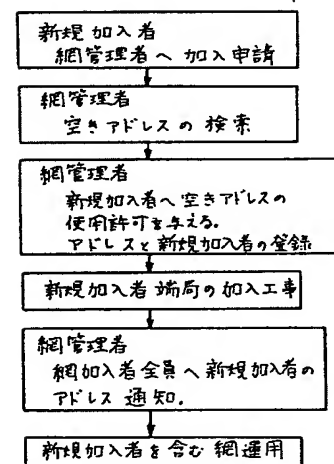 新規加入者
網管理者へ加入申請
網管理者
空きアドレスの検索
網管理者
新規加入者へ空きアドレスの
使用許可を与える.
アドレスと新規加入者の登録
新規加入者端局の加入工事
網管理者
網加入者全員へ新規加入者の
アドレス通知.
新規加入者を含む網運用